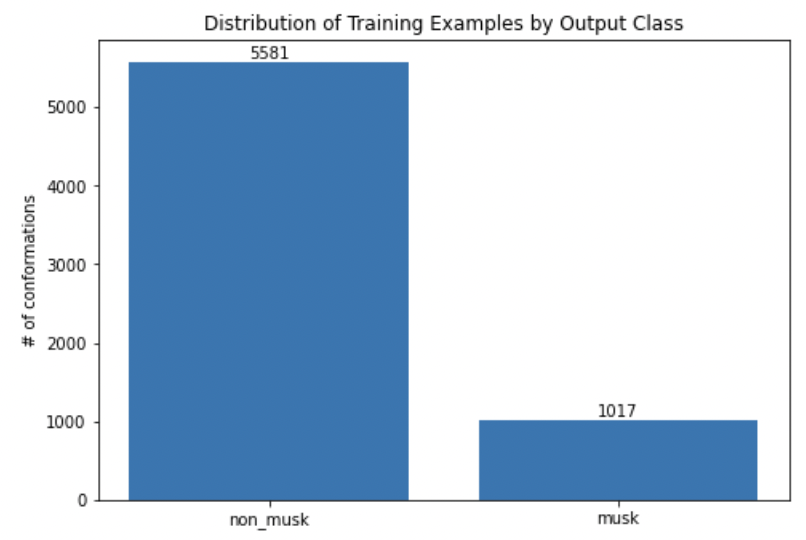 Distribution of Training Examples by Output Class
5581
1017
# of conformations
5000
4000
3000
2000
1000
0
non_musk
musk